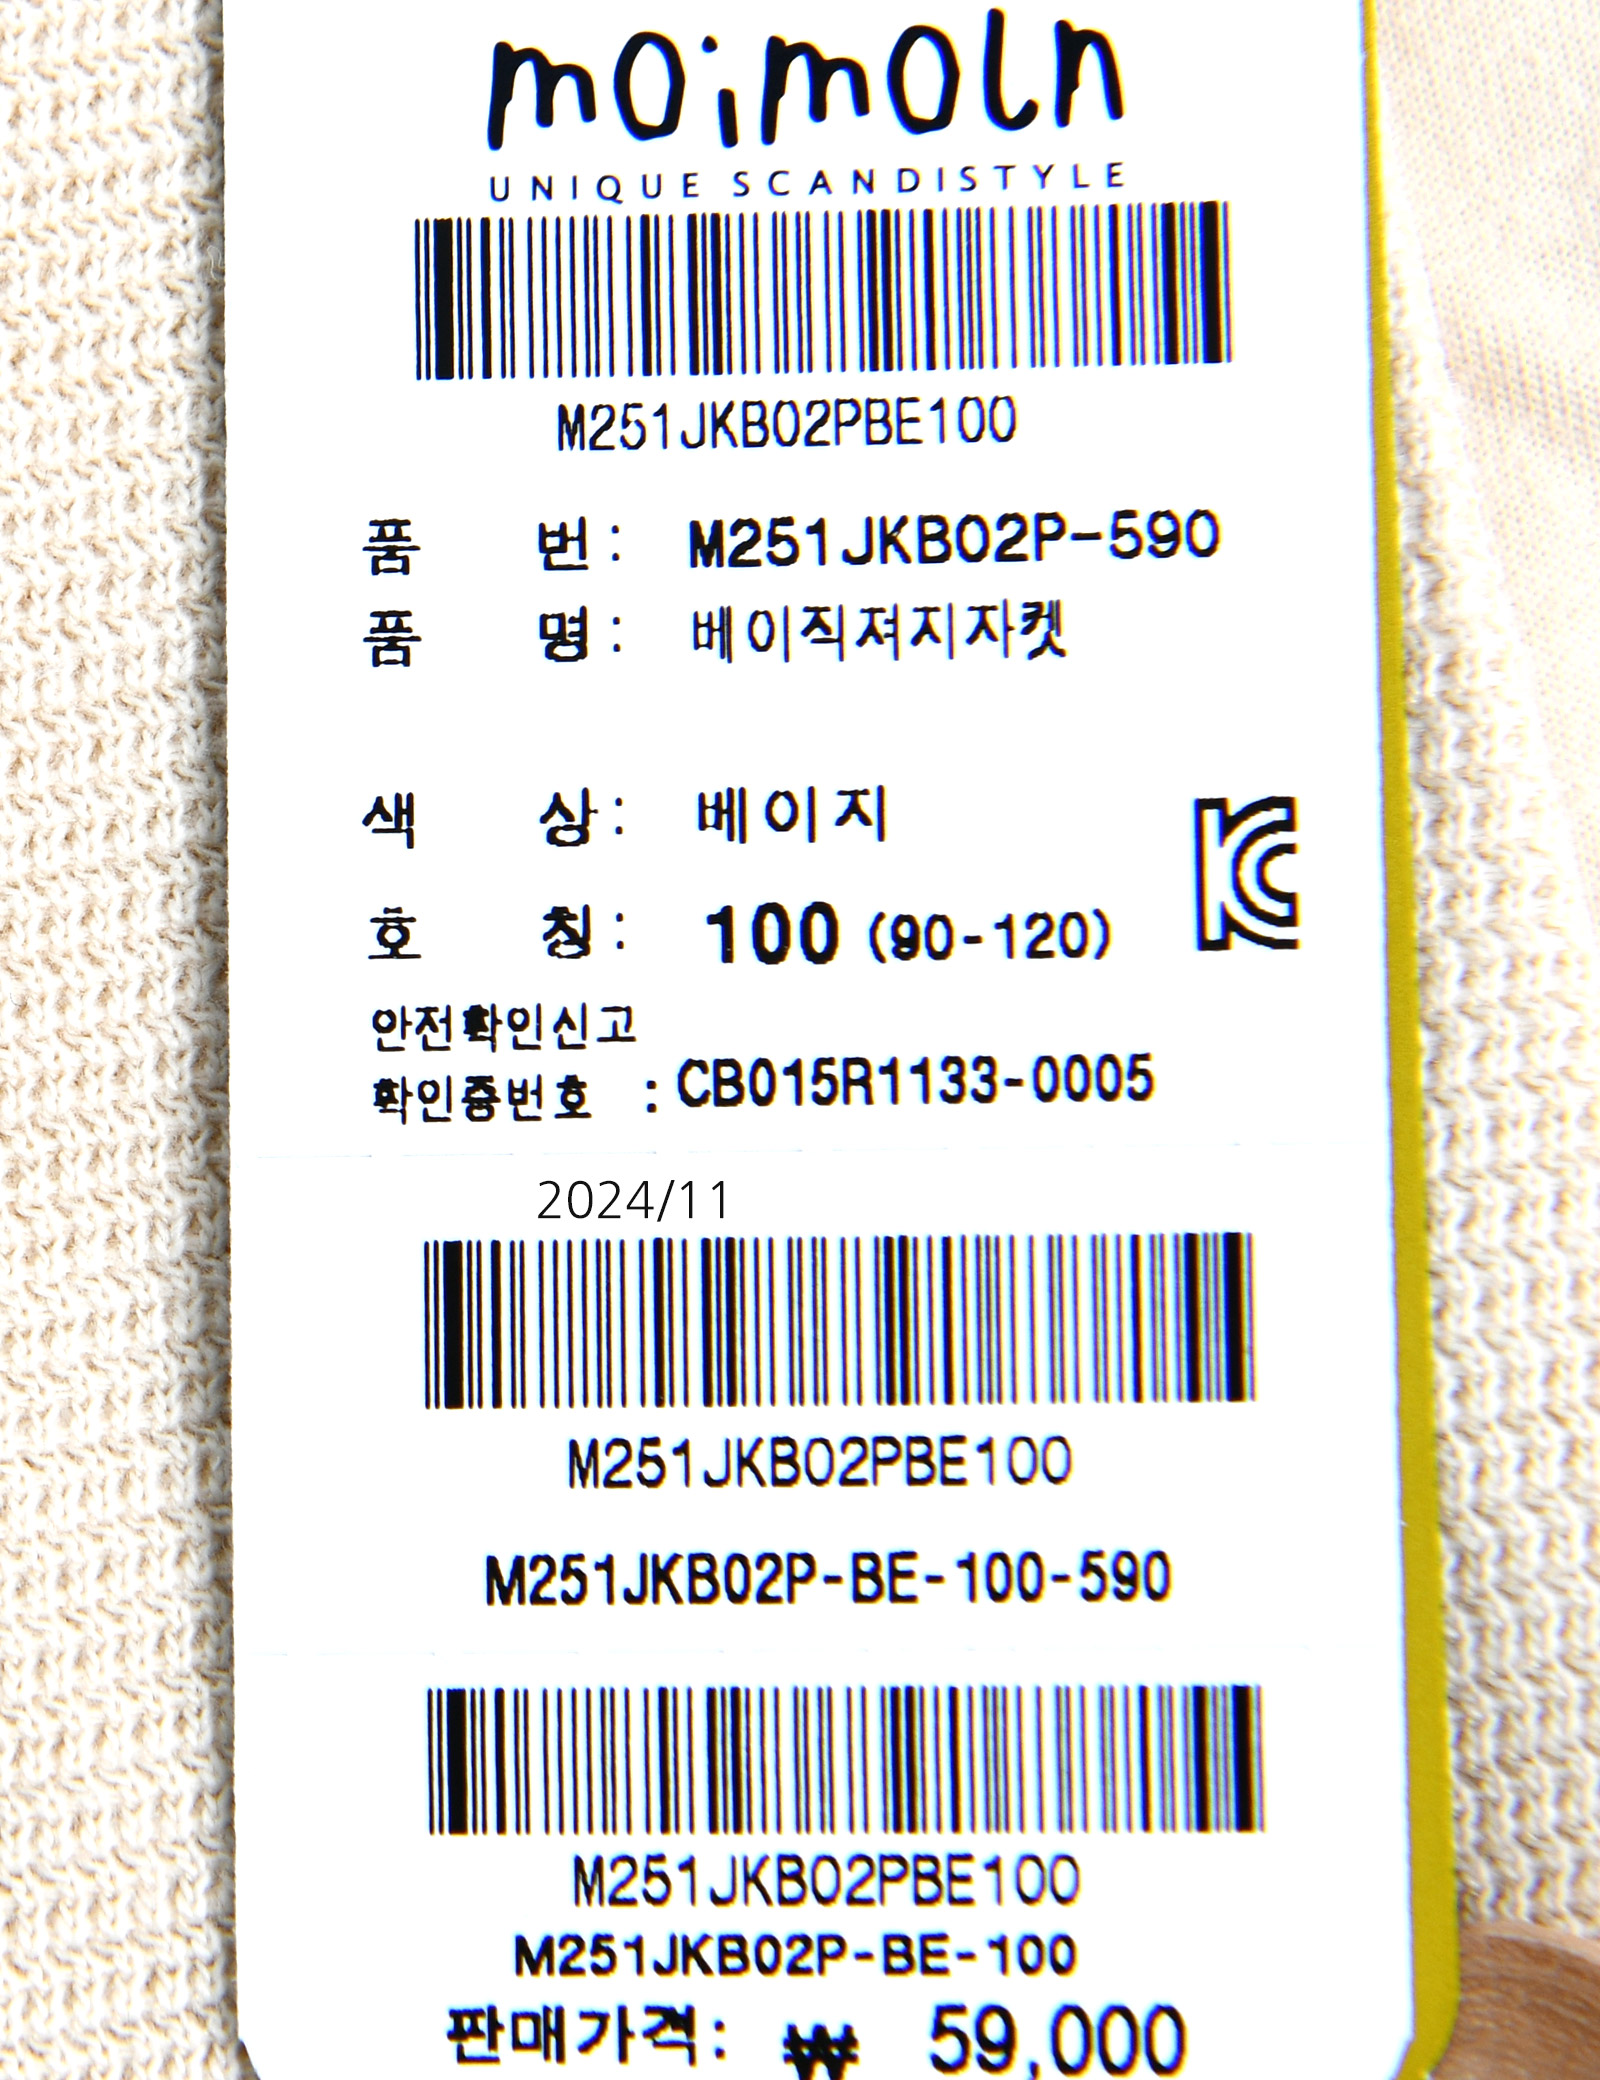 moimoln
UNIQUE SCANDISTYLE
M251JKB02PBE100
품 번 : M251JKB02P-590
품 명 : 베이직져지자켓
색 상 : 베이지
호 칭 : 100 (90-120)
안전확인신고
확인증번호 : CB015R1133-0005
2024/11
M251JKB02PBE100
M251JKB02P-BE-100-590
M251JKB02PBE100
M251JKB02P-BE-100
판매가격: ₩ 59,000